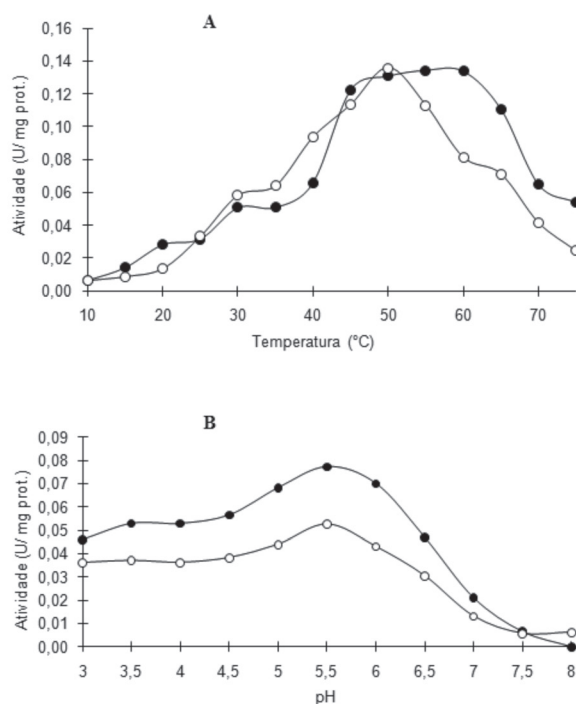 A
Atividade (U/ mg prot.)
0,16
0,14
0,12
0,10
0,08
0,06
0,04
0,02
0,00
10 20 30 40 50 60 70
Temperatura (°C)
B
Atividade (U/ mg prot.)
0,09
0,08
0,07
0,06
0,05
0,04
0,03
0,02
0,01
0,00
3 3,5 4 4,5 5 5,5 6 6,5 7 7,5 8
pH